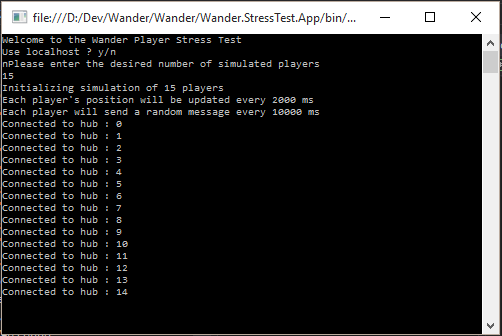 file:///D:/Dev/Wander/Wander/Wander.StressTest.App/bin/...
Welcome to the Wander Player Stress Test
Use localhost ? y/n
nPlease enter the desired number of simulated players
15
Initializing simulation of 15 players
Each player's position will be updated every 2000 ms
Each player will send a random message every 10000 ms
Connected to hub : 0
Connected to hub : 1
Connected to hub : 2
Connected to hub : 3
Connected to hub : 4
Connected to hub : 5
Connected to hub : 6
Connected to hub : 7
Connected to hub : 8
Connected to hub : 9
Connected to hub : 10
Connected to hub : 11
Connected to hub : 12
Connected to hub : 13
Connected to hub : 14